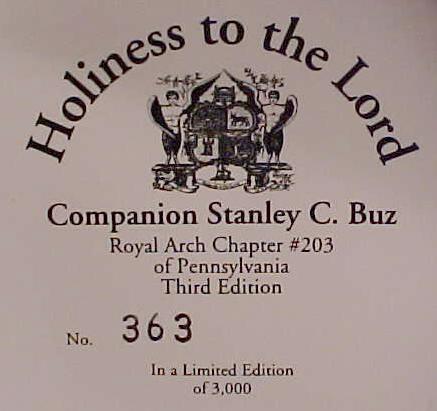 Holiness to the Lord
Companion Stanley C. Buz
Royal Arch Chapter #203
of Pennsylvania
Third Edition
No. 363
In a Limited Edition
of 3,000